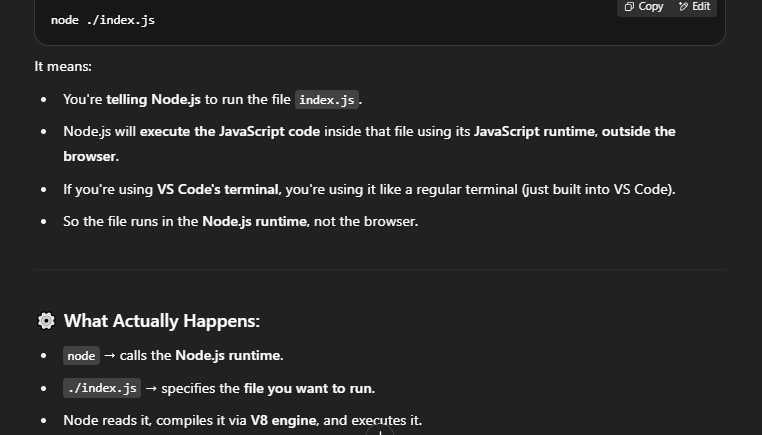 Copy Edit
node ./index.js
It means:
• You're telling Node.js to run the file index.js.
• Node.js will execute the JavaScript code inside that file using its JavaScript runtime, outside the
browser.
• If you're using VS Code's terminal, you're using it like a regular terminal (just built into VS Code).
• So the file runs in the Node.js runtime, not the browser.
⚙️ What Actually Happens:
• node → calls the Node.js runtime.
• ./index.js → specifies the file you want to run.
• Node reads it, compiles it via V8 engine, and executes it.